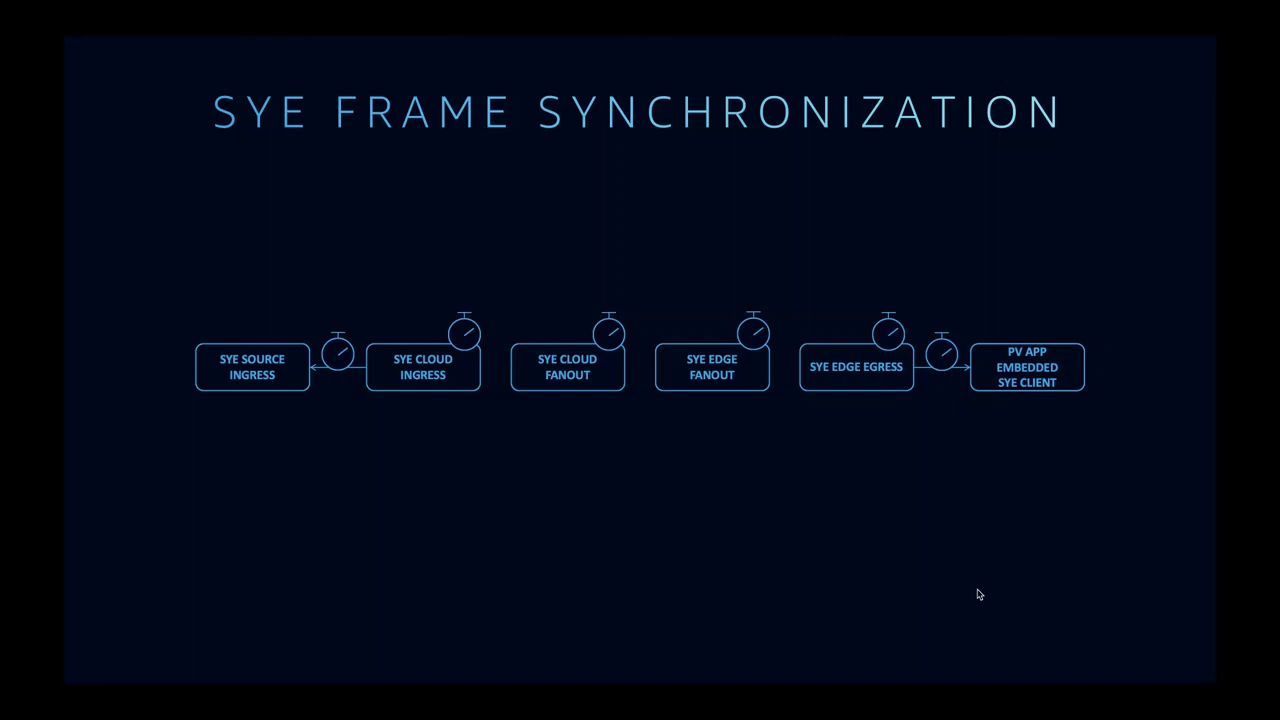 SYE FRAME SYNCHRONIZATION
SYE SOURCE
INGRESS
SYE CLOUD
INGRESS
SYE CLOUD
FANOUT
SYE EDGE
FANOUT
SYE EDGE EGRESS
PV APP
EMBEDDED
SYE CLIENT